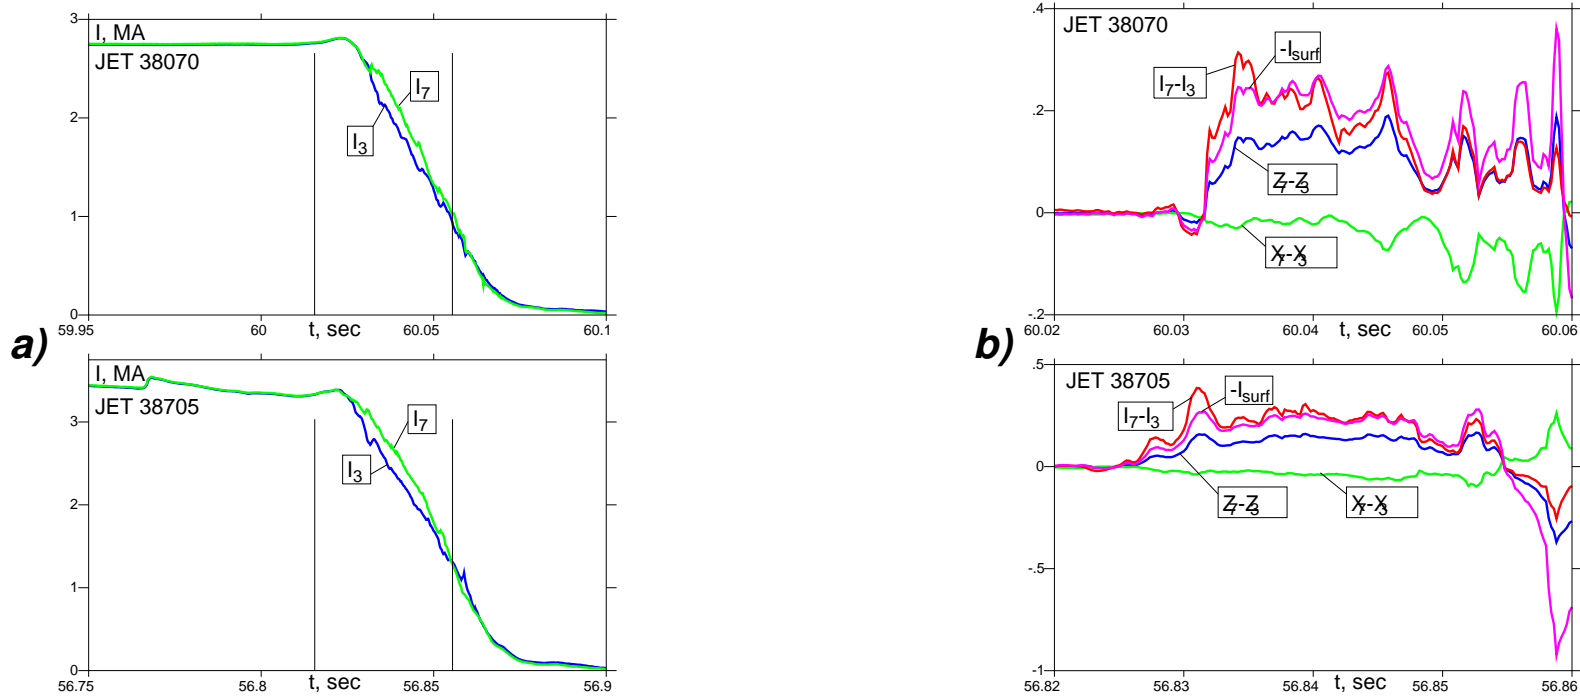 a)
3
I, MA
JET 38070
I7
I3
2
1
0
59.95 60 t, sec 60.05 60.1
I, MA
JET 38705
3
I7
I3
2
1
0
56.75 56.8 t, sec 56.85 56.9
b)
.4
JET 38070
-Isurf
I7-I3
.2
Z7-Z3
0
X7-X3
-.2
60.02 60.03 60.04 t, sec 60.05 60.06
.5
JET 38705
-Isurf
I7-I3
0
Z7-Z3 X7-X3
-.5
-1
56.82 56.83 56.84 t, sec 56.85 56.86